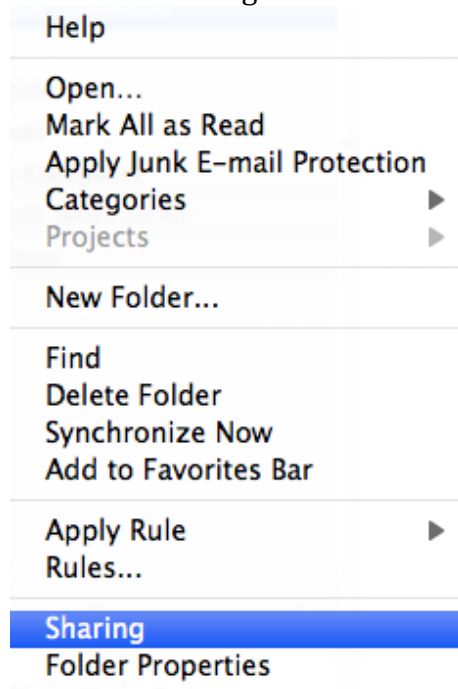 Help
Open...
Mark All as Read
Apply Junk E-mail Protection
Categories
Projects
New Folder...
Find
Delete Folder
Synchronize Now
Add to Favorites Bar
Apply Rule
Rules...
Sharing
Folder Properties